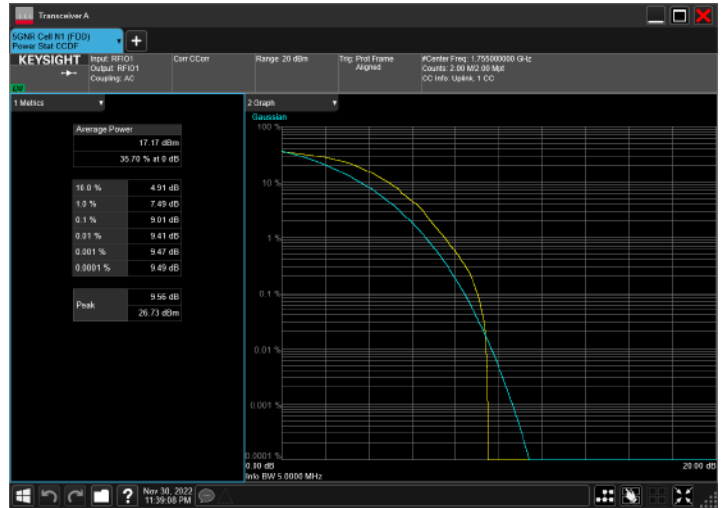 Transceiver A
5GNR Cell N1 (FDD)
Power Stat CCDF
KEYSIGHT
Input: RFIO1
Output: RFIO1
Coupling: AC
Corr CCorr
Range: 20 dBm
Trig: Prot Frame
Aligned
#Center Freq: 1.755000000 GHz
Counts: 2.00 M/2.00 Mpt
CC Info: Uplink, 1 CC
1 Metrics
Average Power
17.17 dBm
35.70 % at 0 dB
10.0 % 4.91 dB
1.0 % 7.49 dB
0.1 % 9.01 dB
0.01 % 9.41 dB
0.001 % 9.47 dB
0.0001 % 9.49 dB
Peak
9.56 dB
26.73 dBm
2 Graph
Gaussian
100 %
10 %
1 %
0.1 %
0.01 %
0.001 %
0.0001 %
0.00 dB
20.00 dB
Info BW 5.0000 MHz
Nov 30, 2022
11:39:08 PM